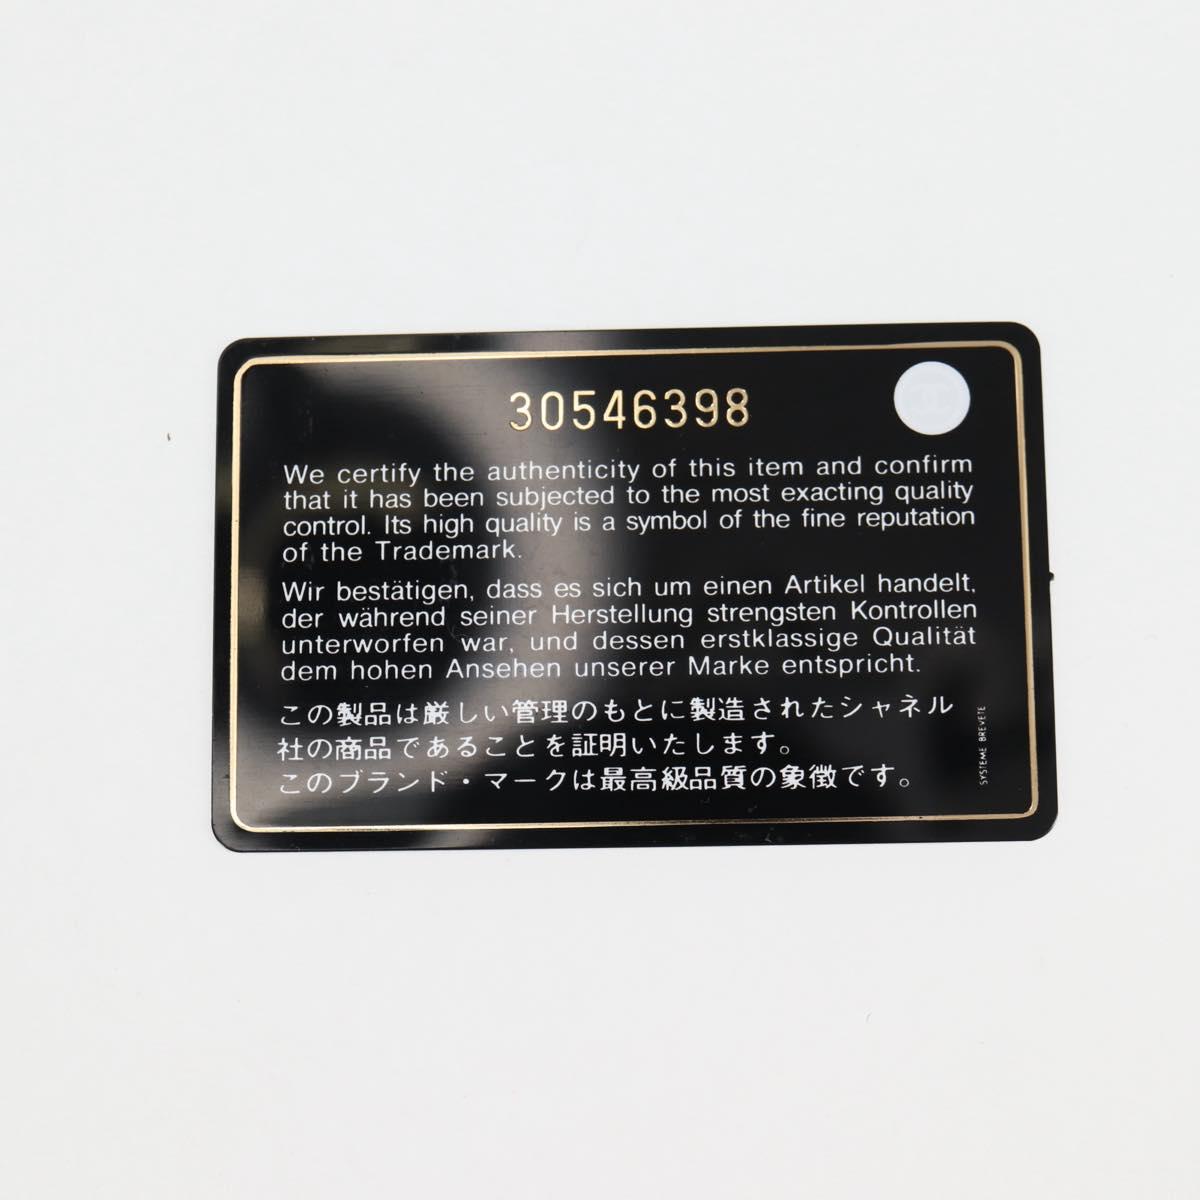 30546398
We certify the authenticity of this item and confirm
that it has been subjected to the most exacting quality
control. Its high quality is a symbol of the fine reputation
of the Trademark.
Wir bestätigen, dass es sich um einen Artikel handelt,
der während seiner Herstellung strengsten Kontrollen
unterworfen war, und dessen erstklassige Qualität
dem hohen Ansehen unserer Marke entspricht.
この製品は厳しい管理のもとに製造されたシャネル
社の商品であることを証明いたします。
このブランド・マークは最高級品質の象徴です。
SYSTEME BREVETE